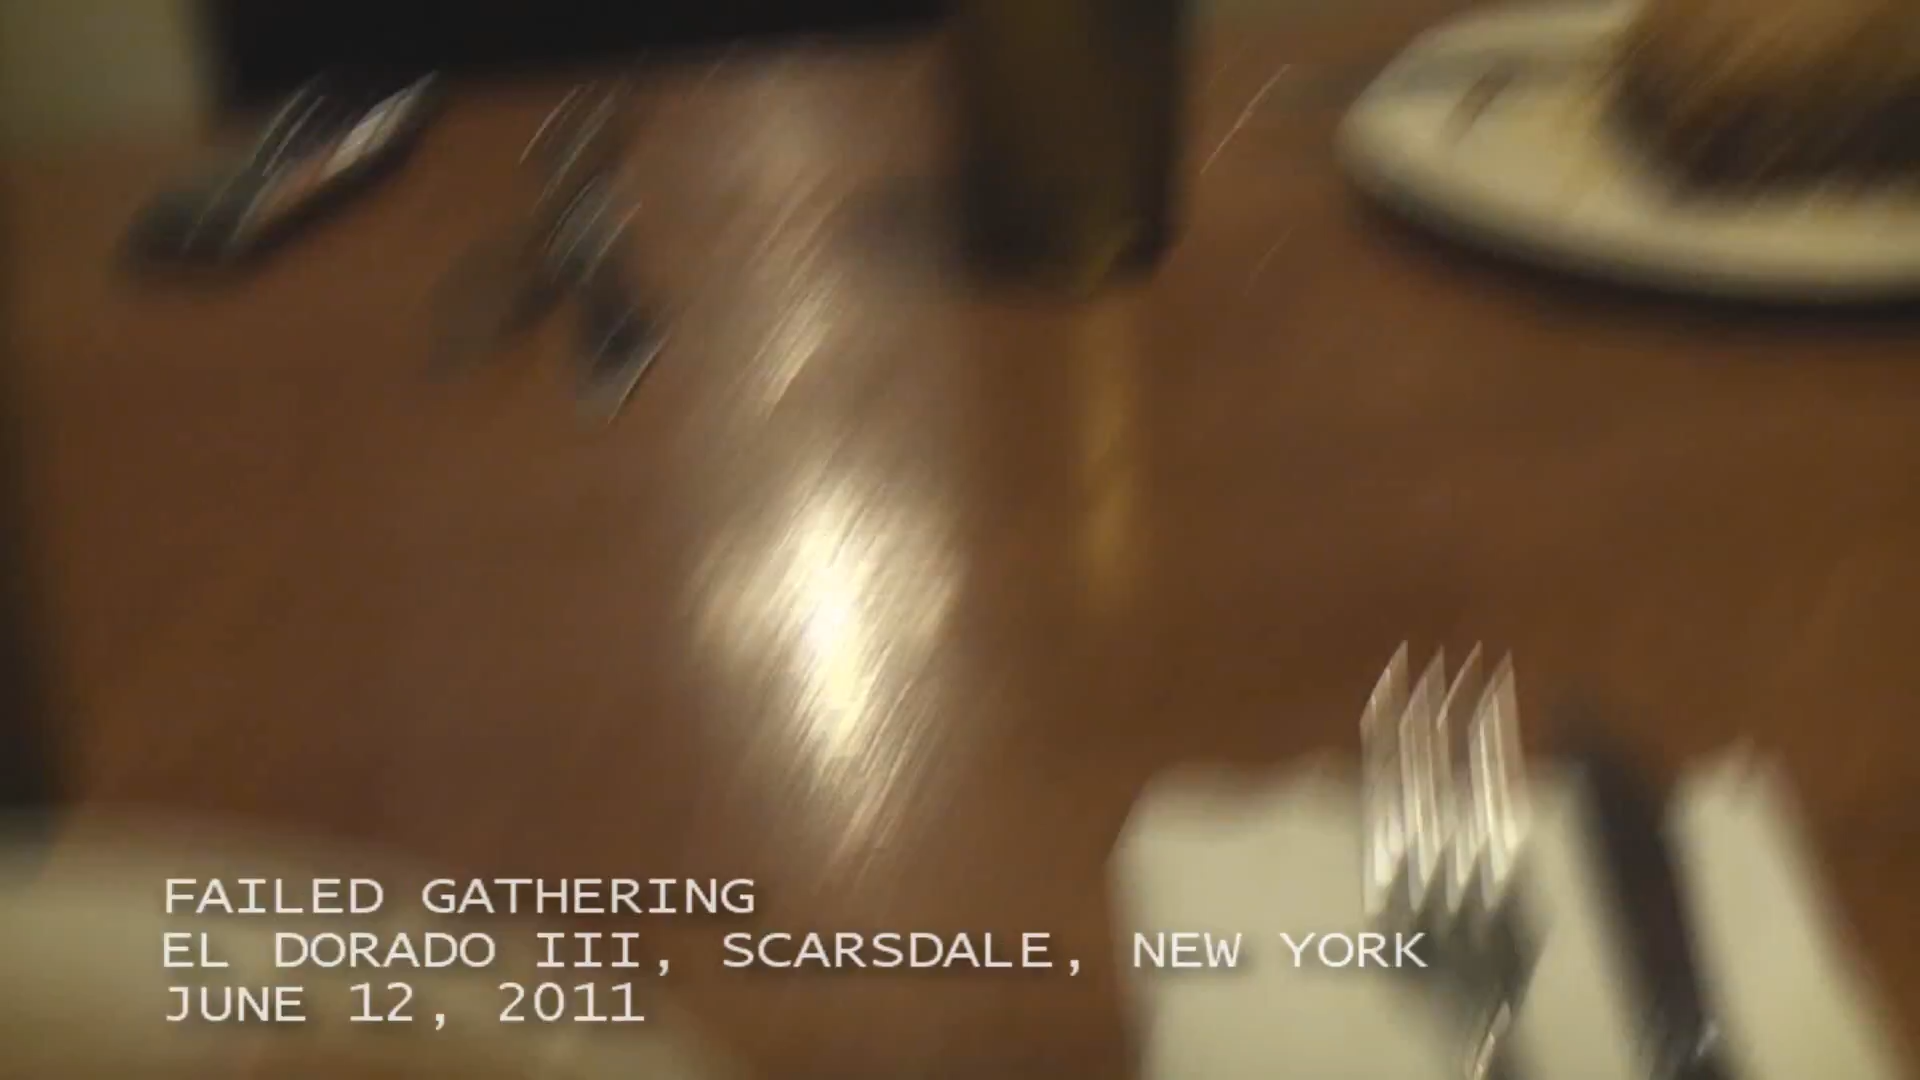 FAILED GATHERING
EL DORADO III, SCARSDALE, NEW YORK
JUNE 12, 2011